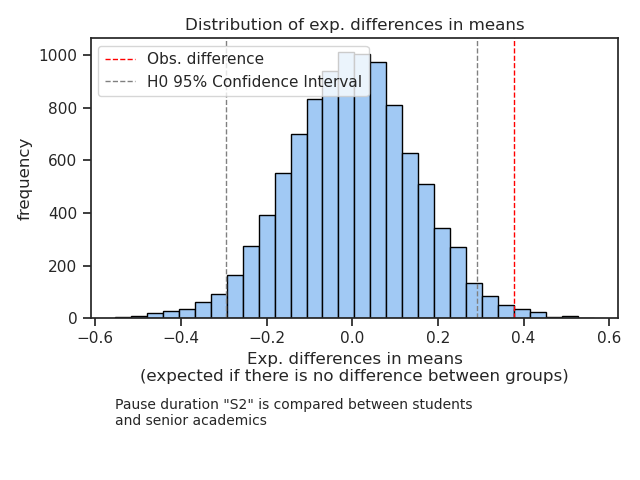 Distribution of exp. differences in means
Obs. difference
H0 95% Confidence Interval
1000
800
600
400
200
0
frequency
−0.6
−0.4
−0.2
0.0
0.2
0.4
0.6
Exp. differences in means
(expected if there is no difference between groups)
Pause duration "S2" is compared between students
and senior academics